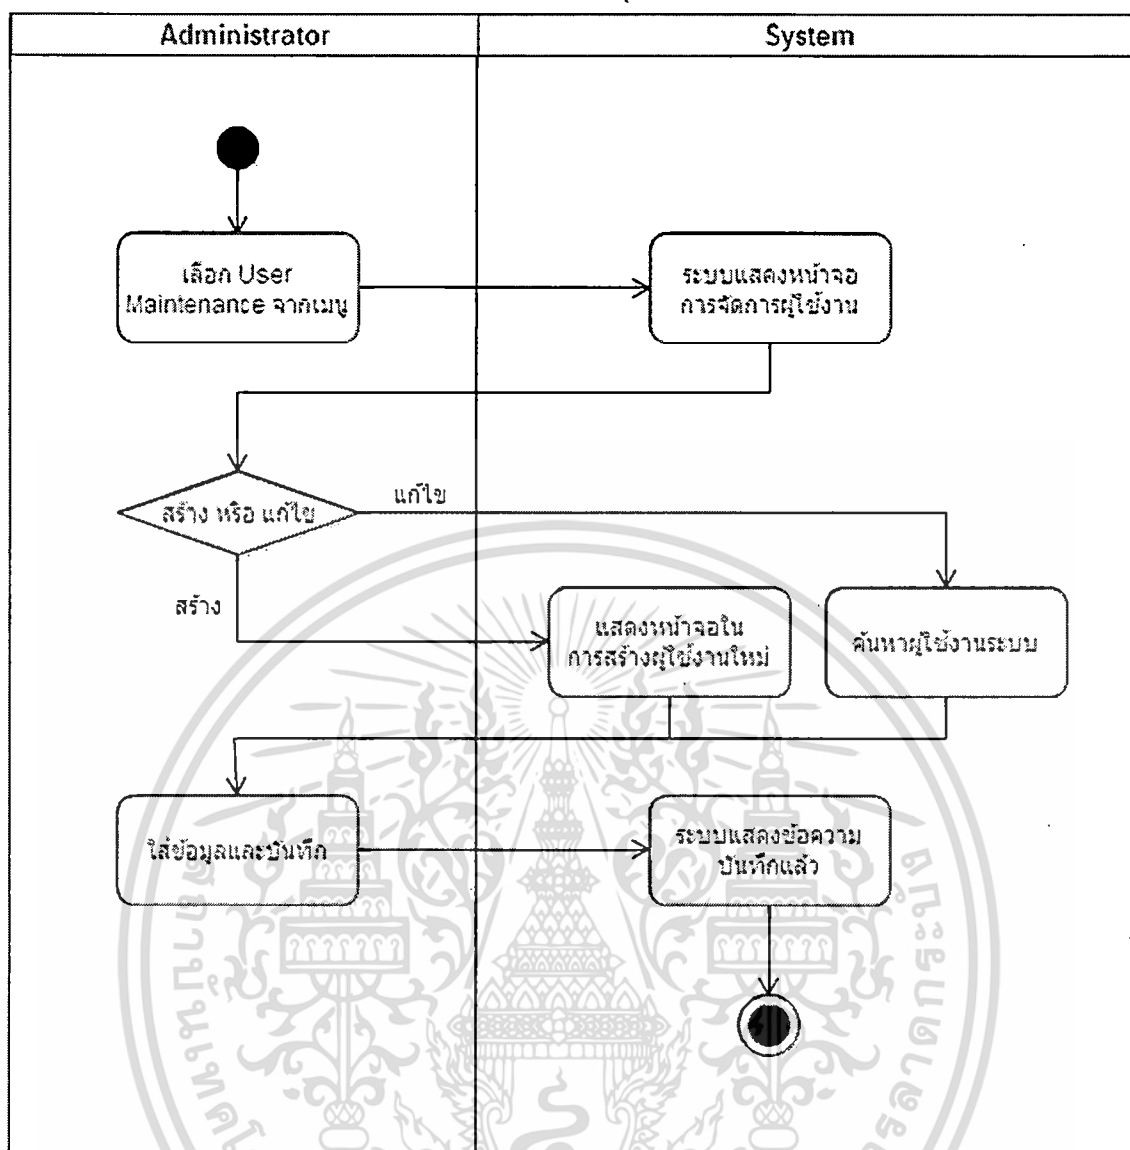 Administrator
System
เลือก User
Maintenance จากเมนู
ระบบแสดงหน้าจอ
การจัดการผู้ใช้งาน
สร้าง หรือ แก้ไข
แก้ไข
สร้าง
แสดงหน้าจอใน
การสร้างผู้ใช้งานใหม่
ค้นหาผู้ใช้งานระบบ
ใส่ข้อมูลและบันทึก
ระบบแสดงข้อความ
บันทึกแล้ว